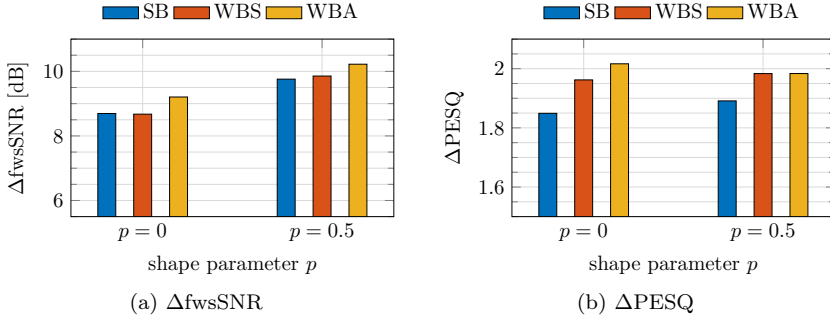 SB WBS WBA
10
8
6
ΔfwsSNR [dB]
p = 0
p = 0.5
shape parameter p
(a) ΔfwsSNR
SB WBS WBA
2
1.8
1.6
ΔPESQ
p = 0
p = 0.5
shape parameter p
(b) ΔPESQ